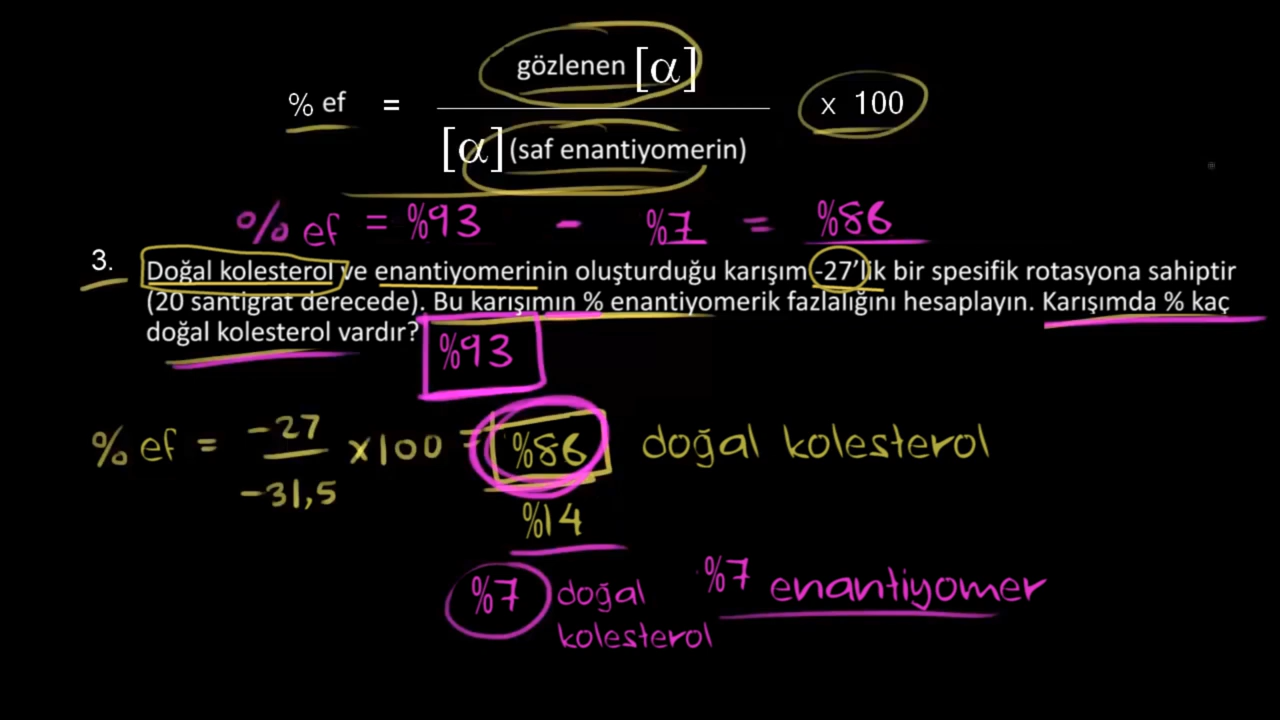 gözlenen [α]
% ef = x 100
[α] (saf enantiyomerin)
% ef = %93 - %7 = %86
3. Doğal kolesterol ve enantiyomerinin oluşturduğu karışım -27'lik bir spesifik rotasyona sahiptir
(20 santigrat derecede). Bu karışımın % enantiyomerik fazlalığını hesaplayın. Karışımda % kaç
doğal kolesterol vardır?
%93
% ef = -27 / -31,5 x100 = %86 doğal kolesterol
%14
%7 doğal kolesterol %7 enantiyomer